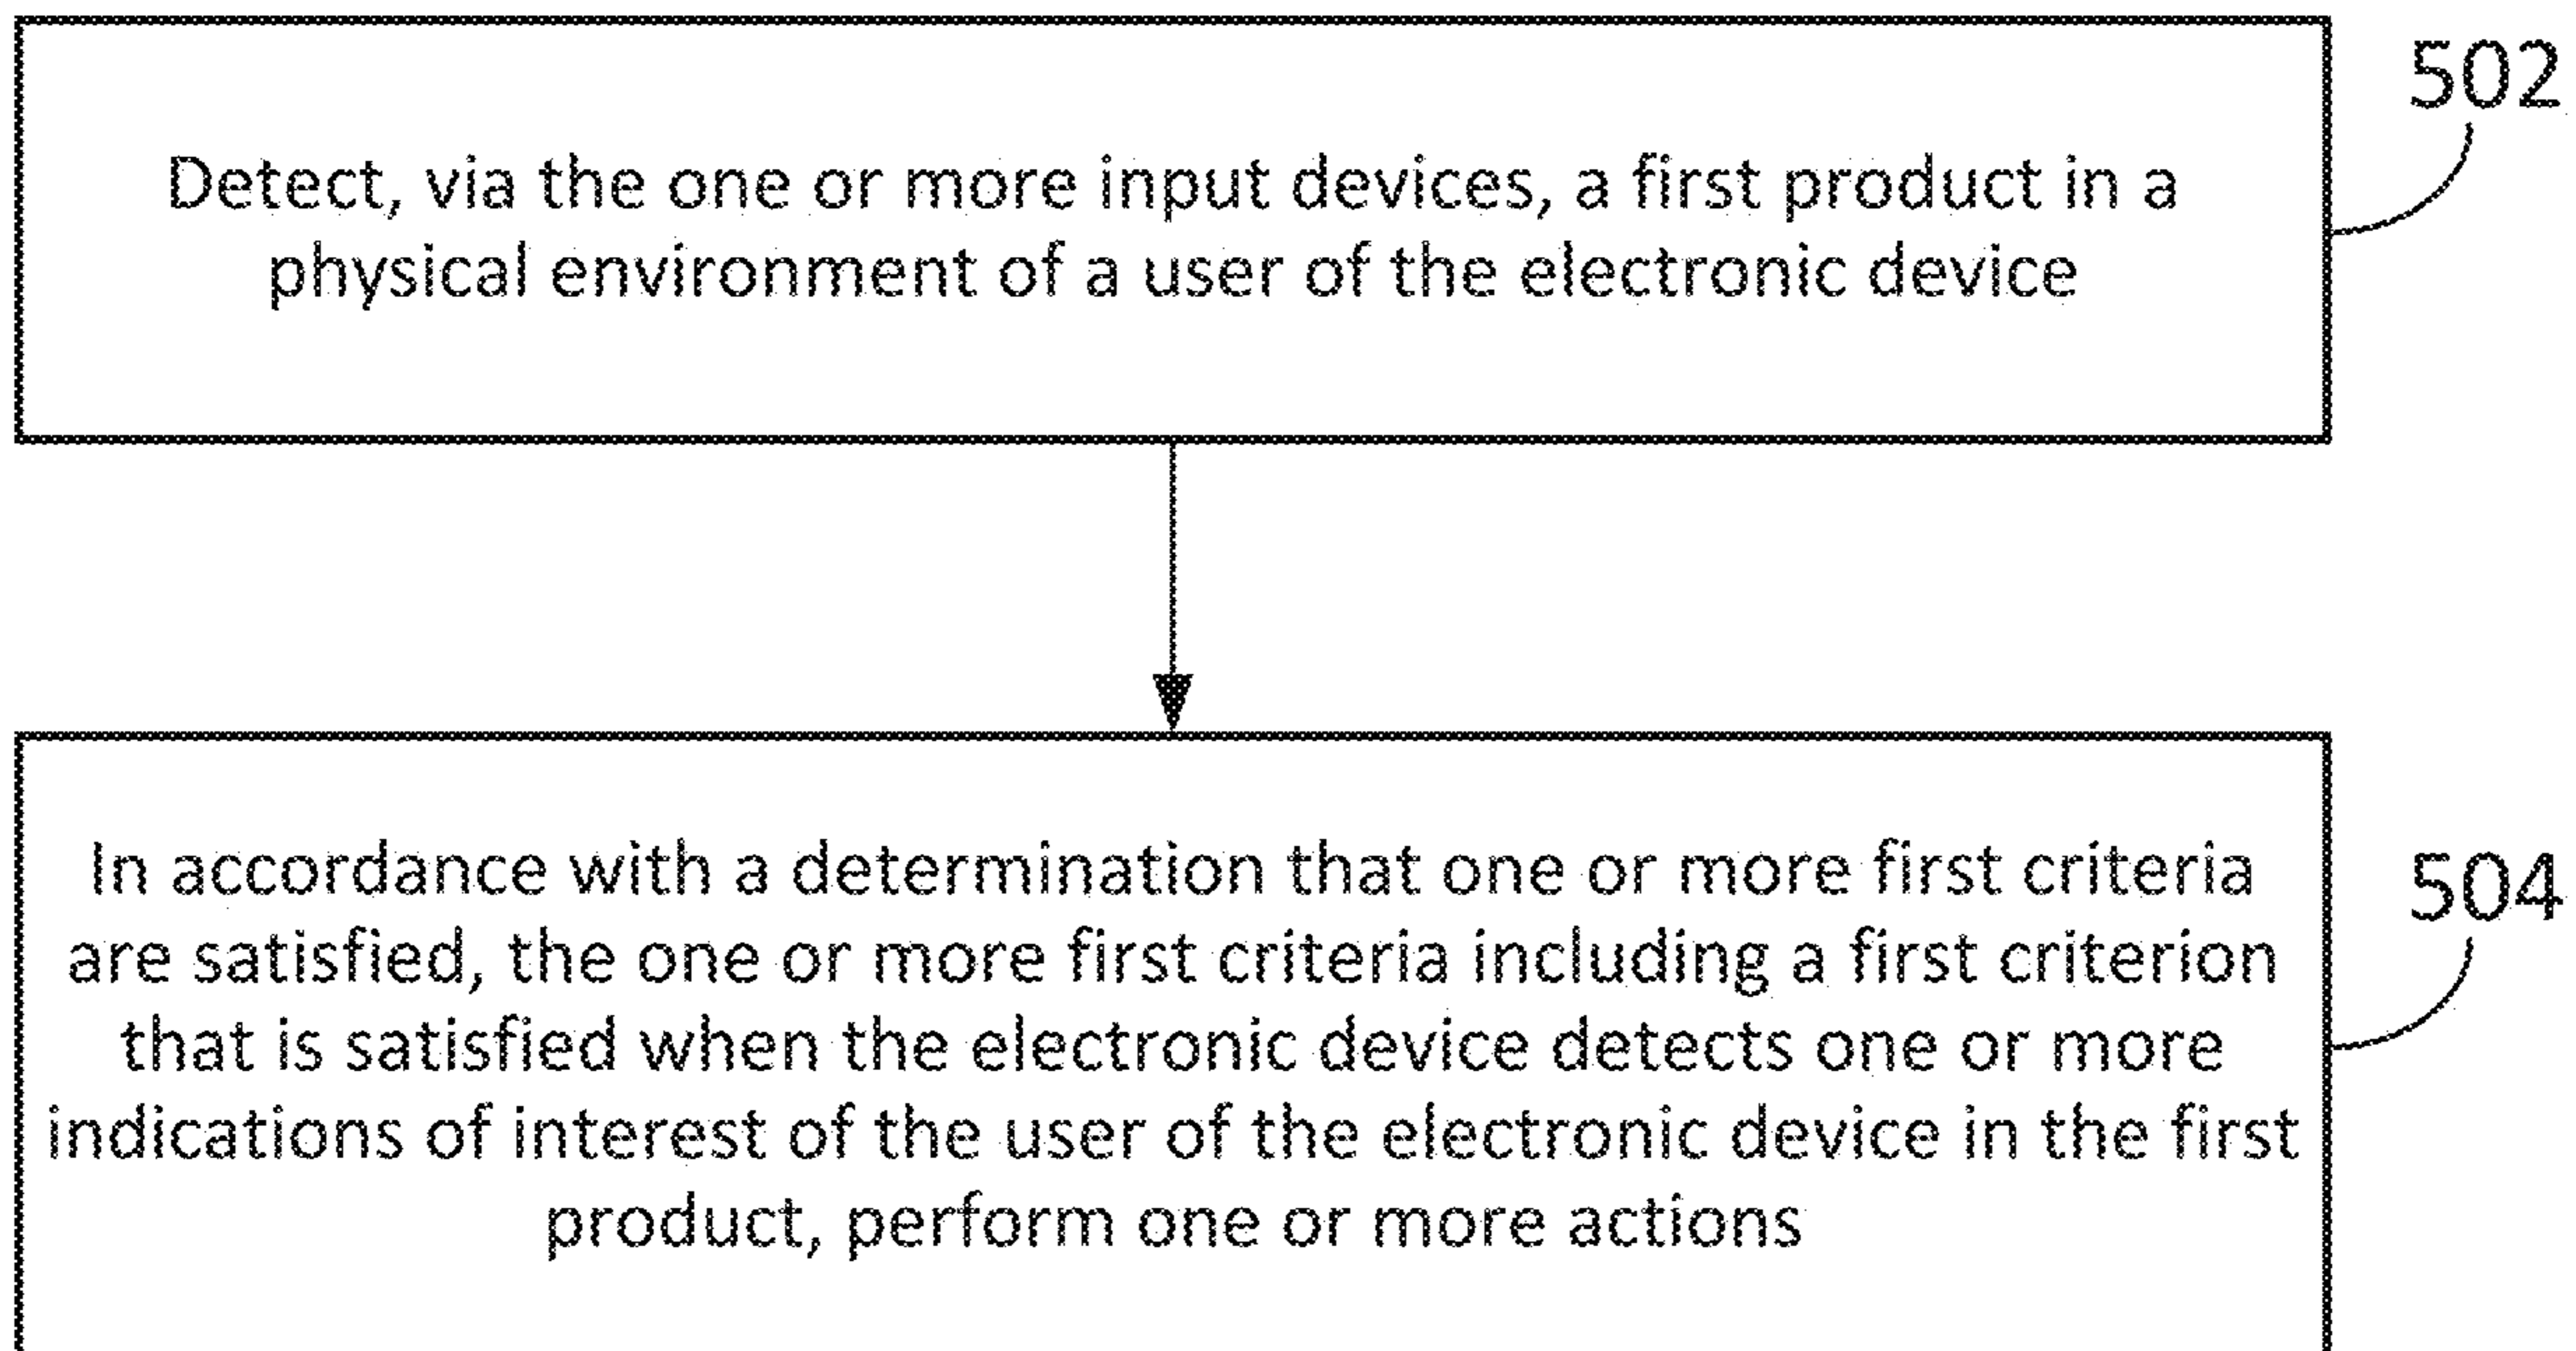 502
Detect, via the one or more input devices, a first product in a
physical environment of a user of the electronic device
504
In accordance with a determination that one or more first criteria
are satisfied, the one or more first criteria including a first criterion
that is satisfied when the electronic device detects one or more
indications of interest of the user of the electronic device in the first
product, perform one or more actions